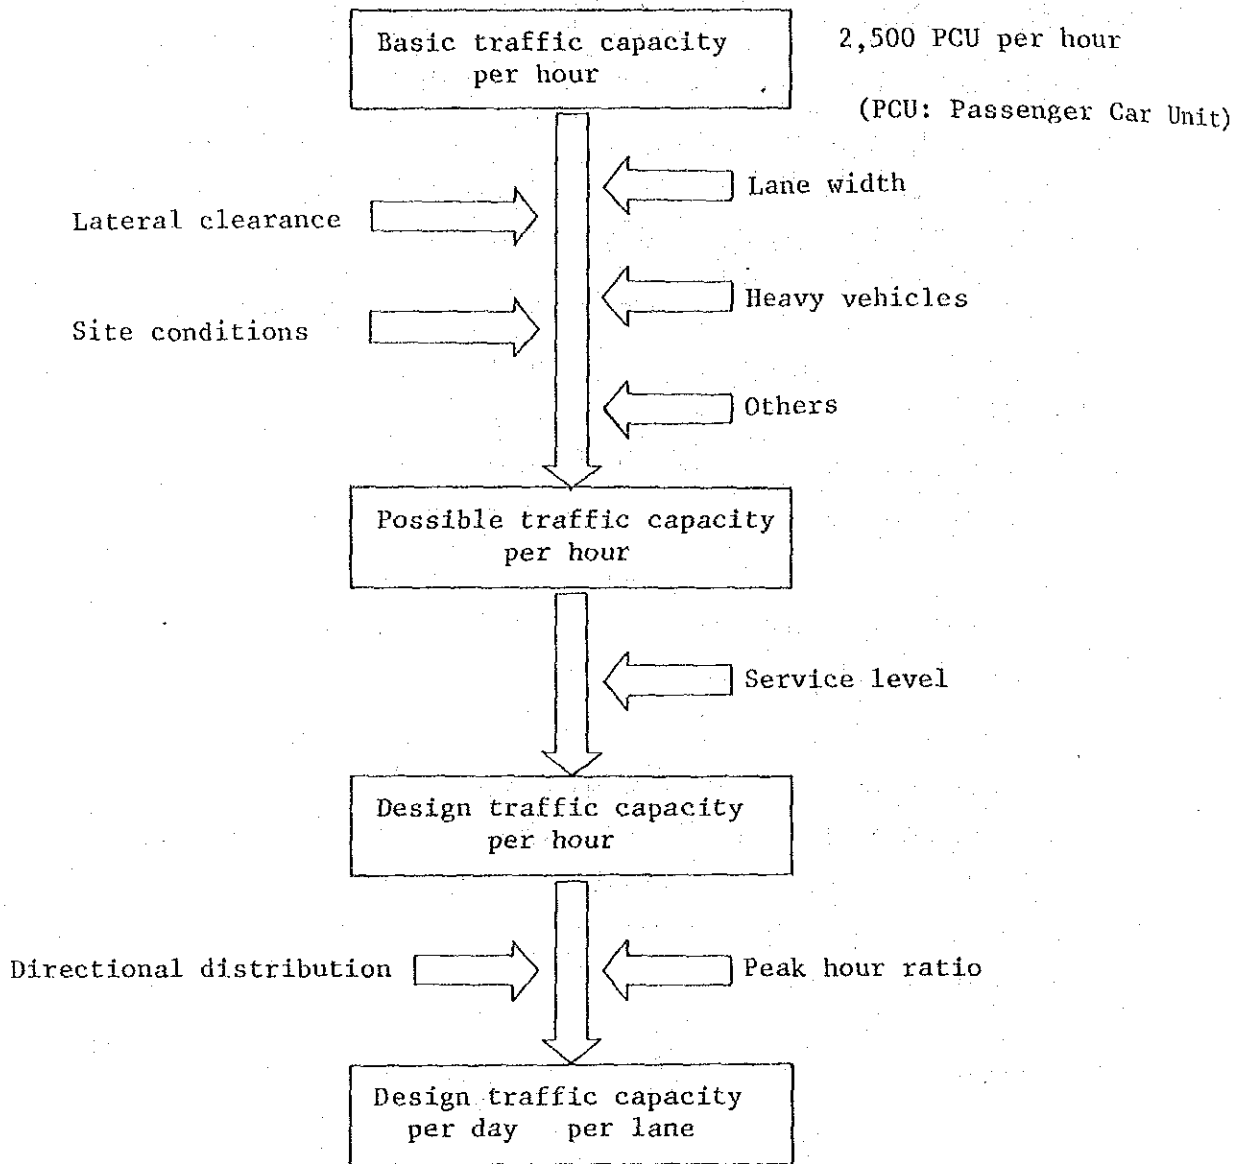 Basic traffic capacity
per hour
2,500 PCU per hour
(PCU: Passenger Car Unit)
Lane width
Lateral clearance
Heavy vehicles
Site conditions
Others
Possible traffic capacity
per hour
Service level
Design traffic capacity
per hour
Directional distribution
Peak hour ratio
Design traffic capacity
per day per lane